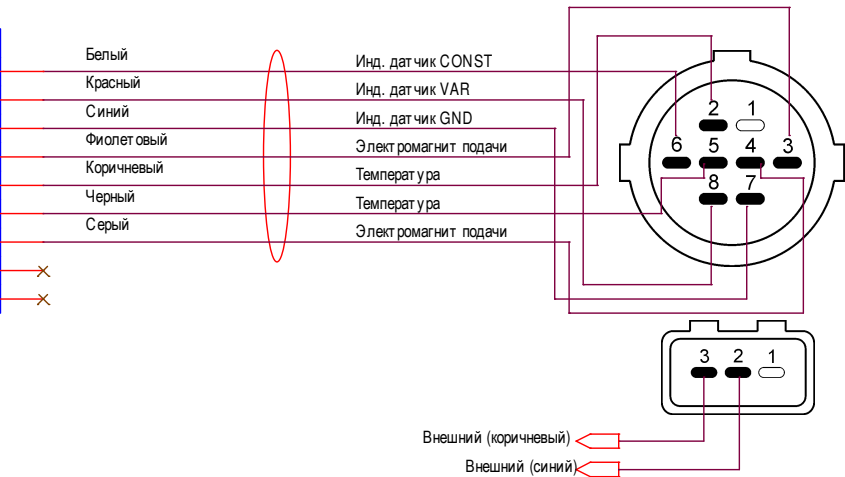 Белый
Инд. датчик CONST
Красный
Инд. датчик VAR
Синий
Инд. датчик GND
Фиолетовый
Электромагнит подачи
Коричневый
Температура
Черный
Температура
Серый
Электромагнит подачи
2 1
6 5 4 3
8 7
3 2 1
Внешний (коричневый)
Внешний (синий)